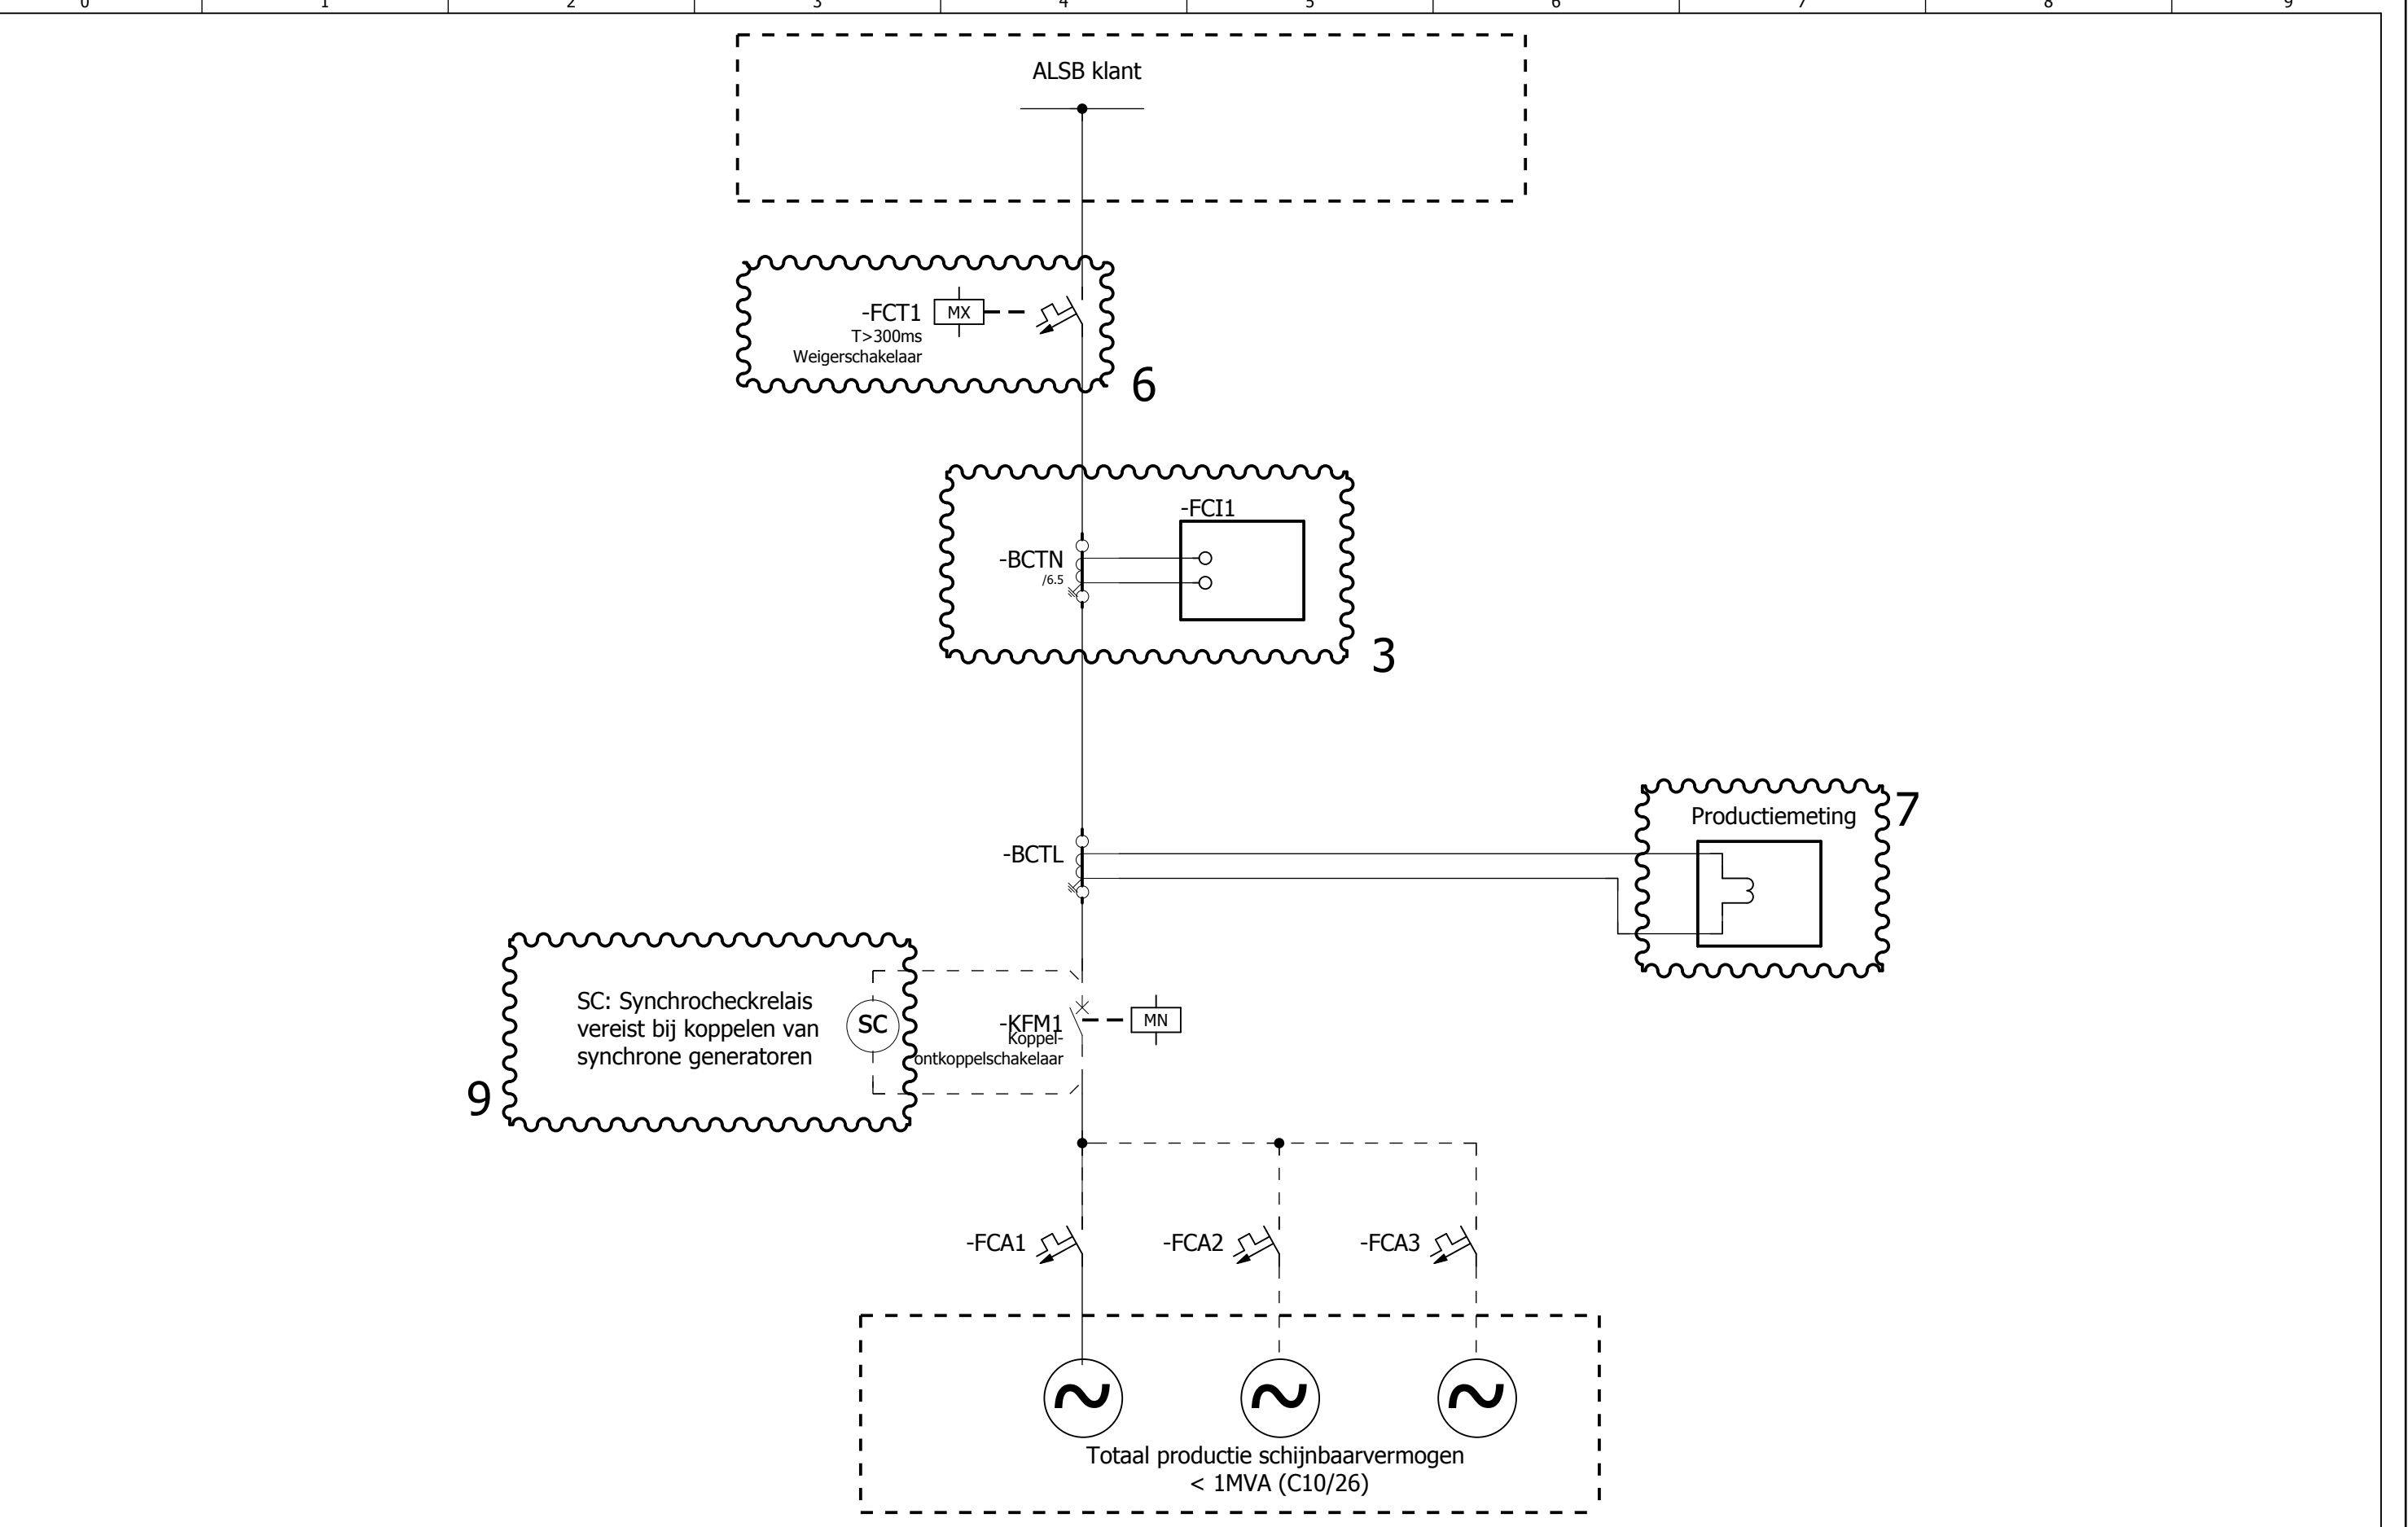 0 1 2 3 4 5 6 7 8 9
ALSB klant
-FCT1
MX
T>300ms
Weigerschakelaar
6
-FCI1
-BCTN
/6.5
3
Productiemeting
7
-BCTL
SC: Synchrocheckrelais
vereist bij koppelen van
synchrone generatoren
SC
-KFM1
Koppel-
ontkoppelschakelaar
MN
9
-FCA1
-FCA2
-FCA3
Totaal productie schijnbaarvermogen
< 1MVA (C10/26)